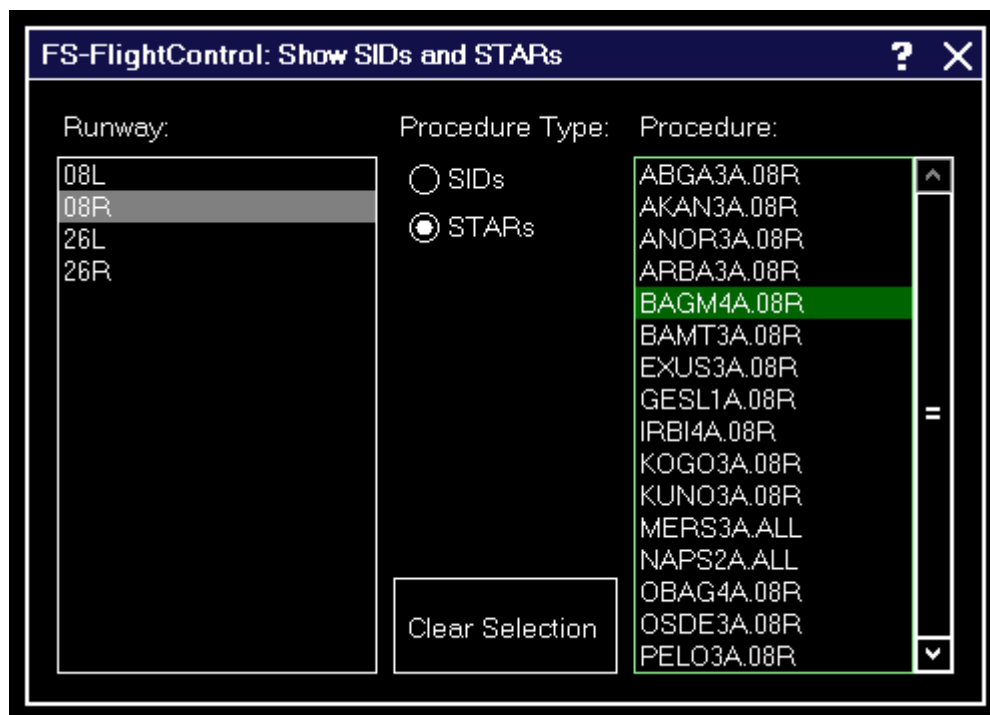 FS-FlightControl: Show SIDs and STARs ? X
Runway:
08L
08R
26L
26R
Procedure Type:
SIDs
STARs
Clear Selection
Procedure:
ABGA3A.08R
AKAN3A.08R
ANOR3A.08R
ARBA3A.08R
BAGM4A.08R
BAMT3A.08R
EXUS3A.08R
GESL1A.08R
IRBI4A.08R
KOGO3A.08R
KUNO3A.08R
MERS3A.ALL
NAPS2A.ALL
OBAG4A.08R
OSDE3A.08R
PELO3A.08R